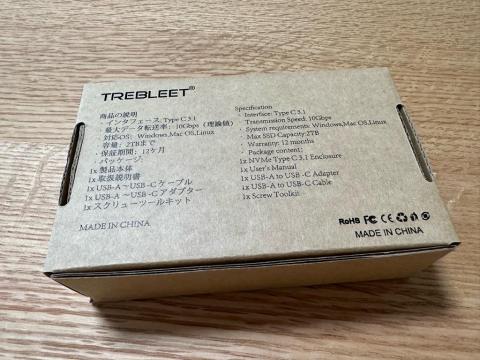 TREBLEET®
商品の説明
・インタフェース: Type C 3.1
・最大データ転送率: 10Gbps（理論値）
・対応OS: Windows,Mac OS,Linux
・容量: 2TBまで
・保証期間: 12ケ月
・パッケージ:
1x 製品本体
1x 取扱説明書
1x USB-A～USB -C ケーブル
1x USB-A ～USB-C アダプター
1x スクリューツールキット
MADE IN CHINA
Specification
· Interface: Type C 3.1
· Transmission Speed: 10Gbps
· System requirements: Windows,Mac OS,Linux
· Max SSD Capacity:2TB
· Warranty: 12 months
· Package content:
1x NVMe Type C 3.1 Enclosure
1x User's Manual
1x USB-A to USB -C Adapter
1x USB-A to USB-C Cable
1x Screw Toolkit
RoHS FC CE
MADE IN CHINA